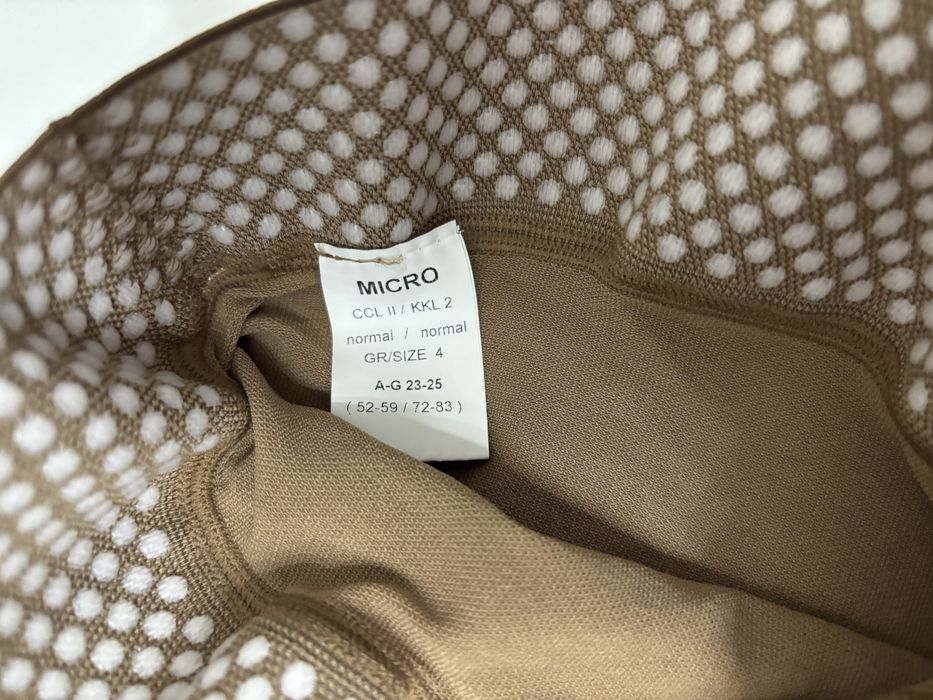 MICRO
CCL II / KKL 2
normal / normal
GR/SIZE 4
A-G 23-25
( 52-59 / 72-83 )